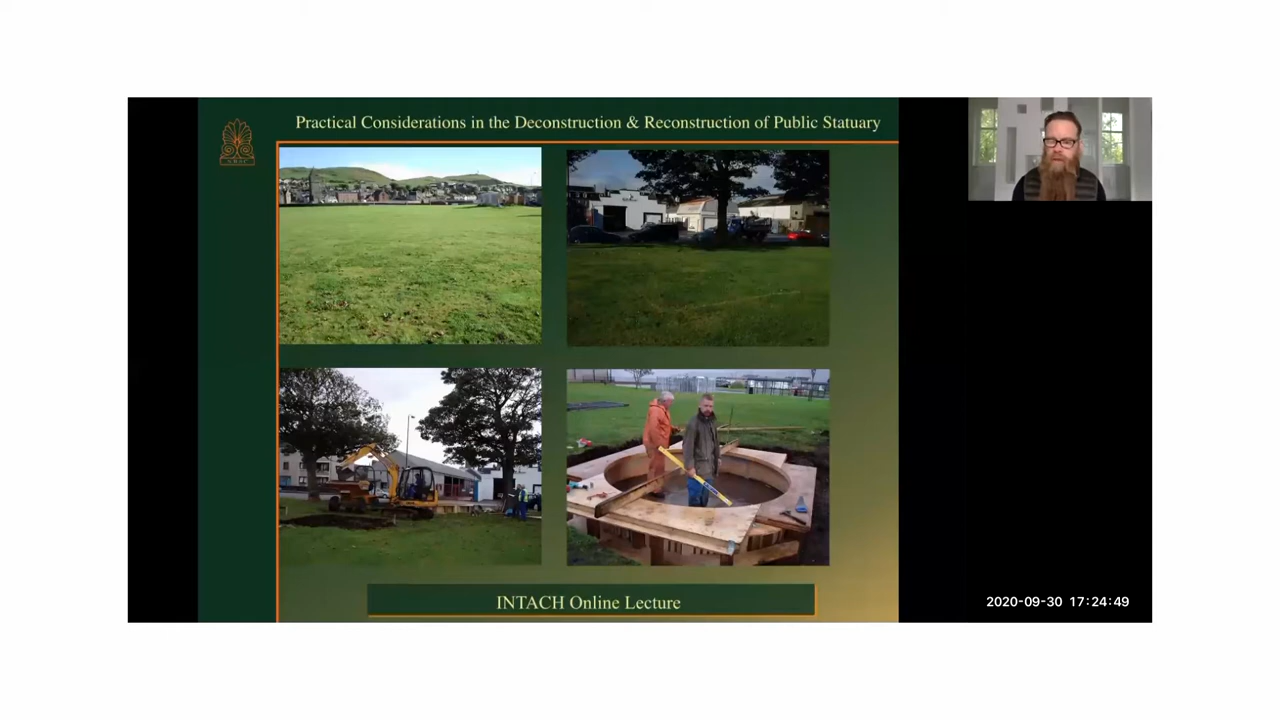 Practical Considerations in the Deconstruction & Reconstruction of Public Statuary
INTACH Online Lecture
2020-09-30 17:24:49